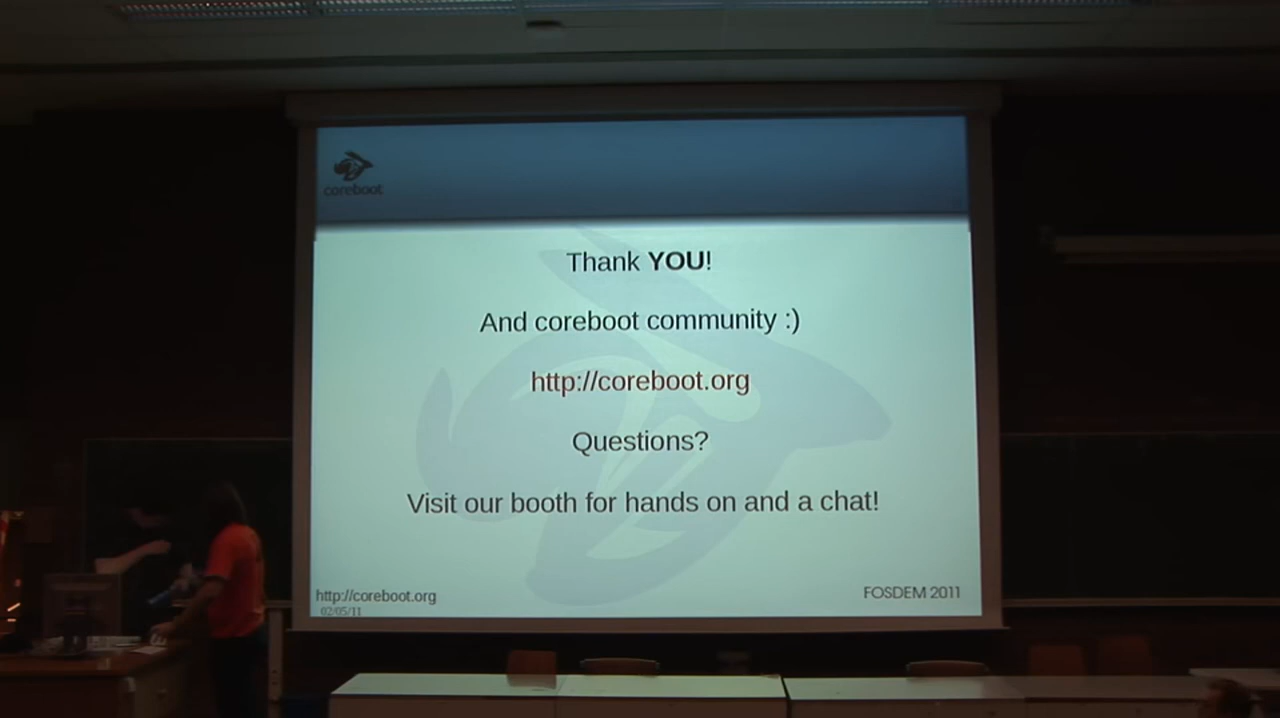 coreboot
Thank YOU!
And coreboot community :)
http://coreboot.org
Questions?
Visit our booth for hands on and a chat!
http://coreboot.org
FOSDEM 2011
02/05/11